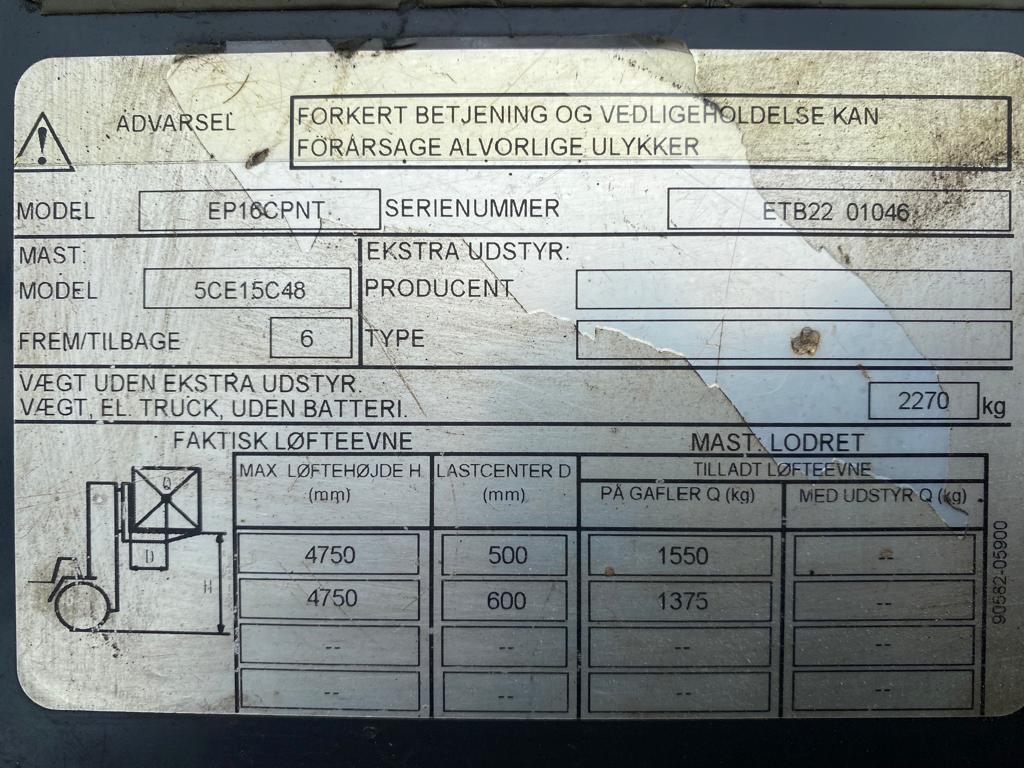 ADVARSEL
FORKERT BETJENING OG VEDLIGEHOLDELSE KAN
FORÅRSAGE ALVORLIGE ULYKKER
MODEL EP16CPNT SERIENUMMER ETB22 01046
MAST: EKSTRA UDSTYR:
MODEL 5CE15C48 PRODUCENT
FREM/TILBAGE 6 TYPE
VÆGT UDEN EKSTRA UDSTYR.
VÆGT, EL. TRUCK, UDEN BATTERI. 2270 kg
FAKTISK LØFTEEVNE MAST: LODRET
MAX LØFTEHØJDE H LASTCENTER D TILLADT LØFTEEVNE
(mm) (mm) PÅ GAFLER Q (kg) MED UDSTYR Q (kg)
4750 500 1550 --
4750 600 1375 --
-- -- -- --
-- -- -- --
Q
D
H
90562-05900